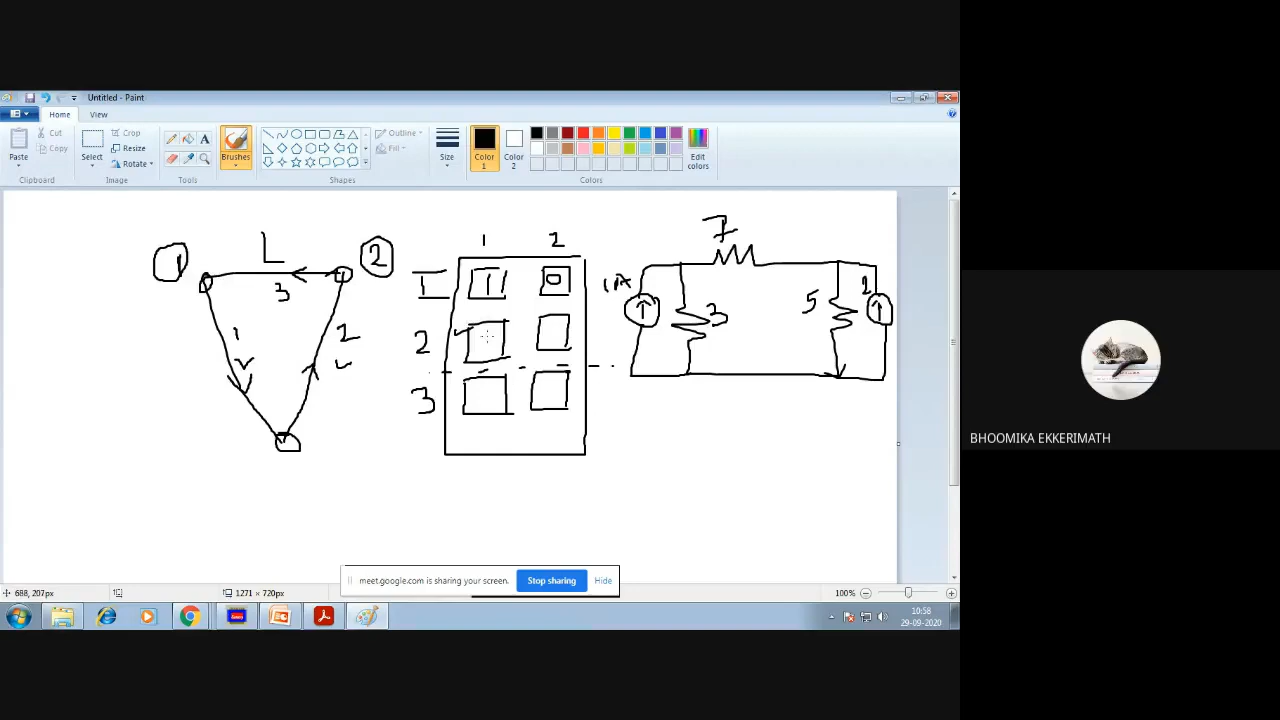 Untitled - Paint
Home View
Paste
Cut
Copy
Clipboard
Select
Crop
Resize
Rotate
Image
A
Tools
Brushes
Shapes
Outline
Fill
Size
Color 1
Color 2
Edit colors
Colors
1
L
2
3
1
2
1 2
1 1 0
2
3
7
1A
3
5
2
meet.google.com is sharing your screen. Stop sharing Hide
688, 207px
1271 × 720px
100%
10:58
29-09-2020
BHOOMIKA EKKERIMATH